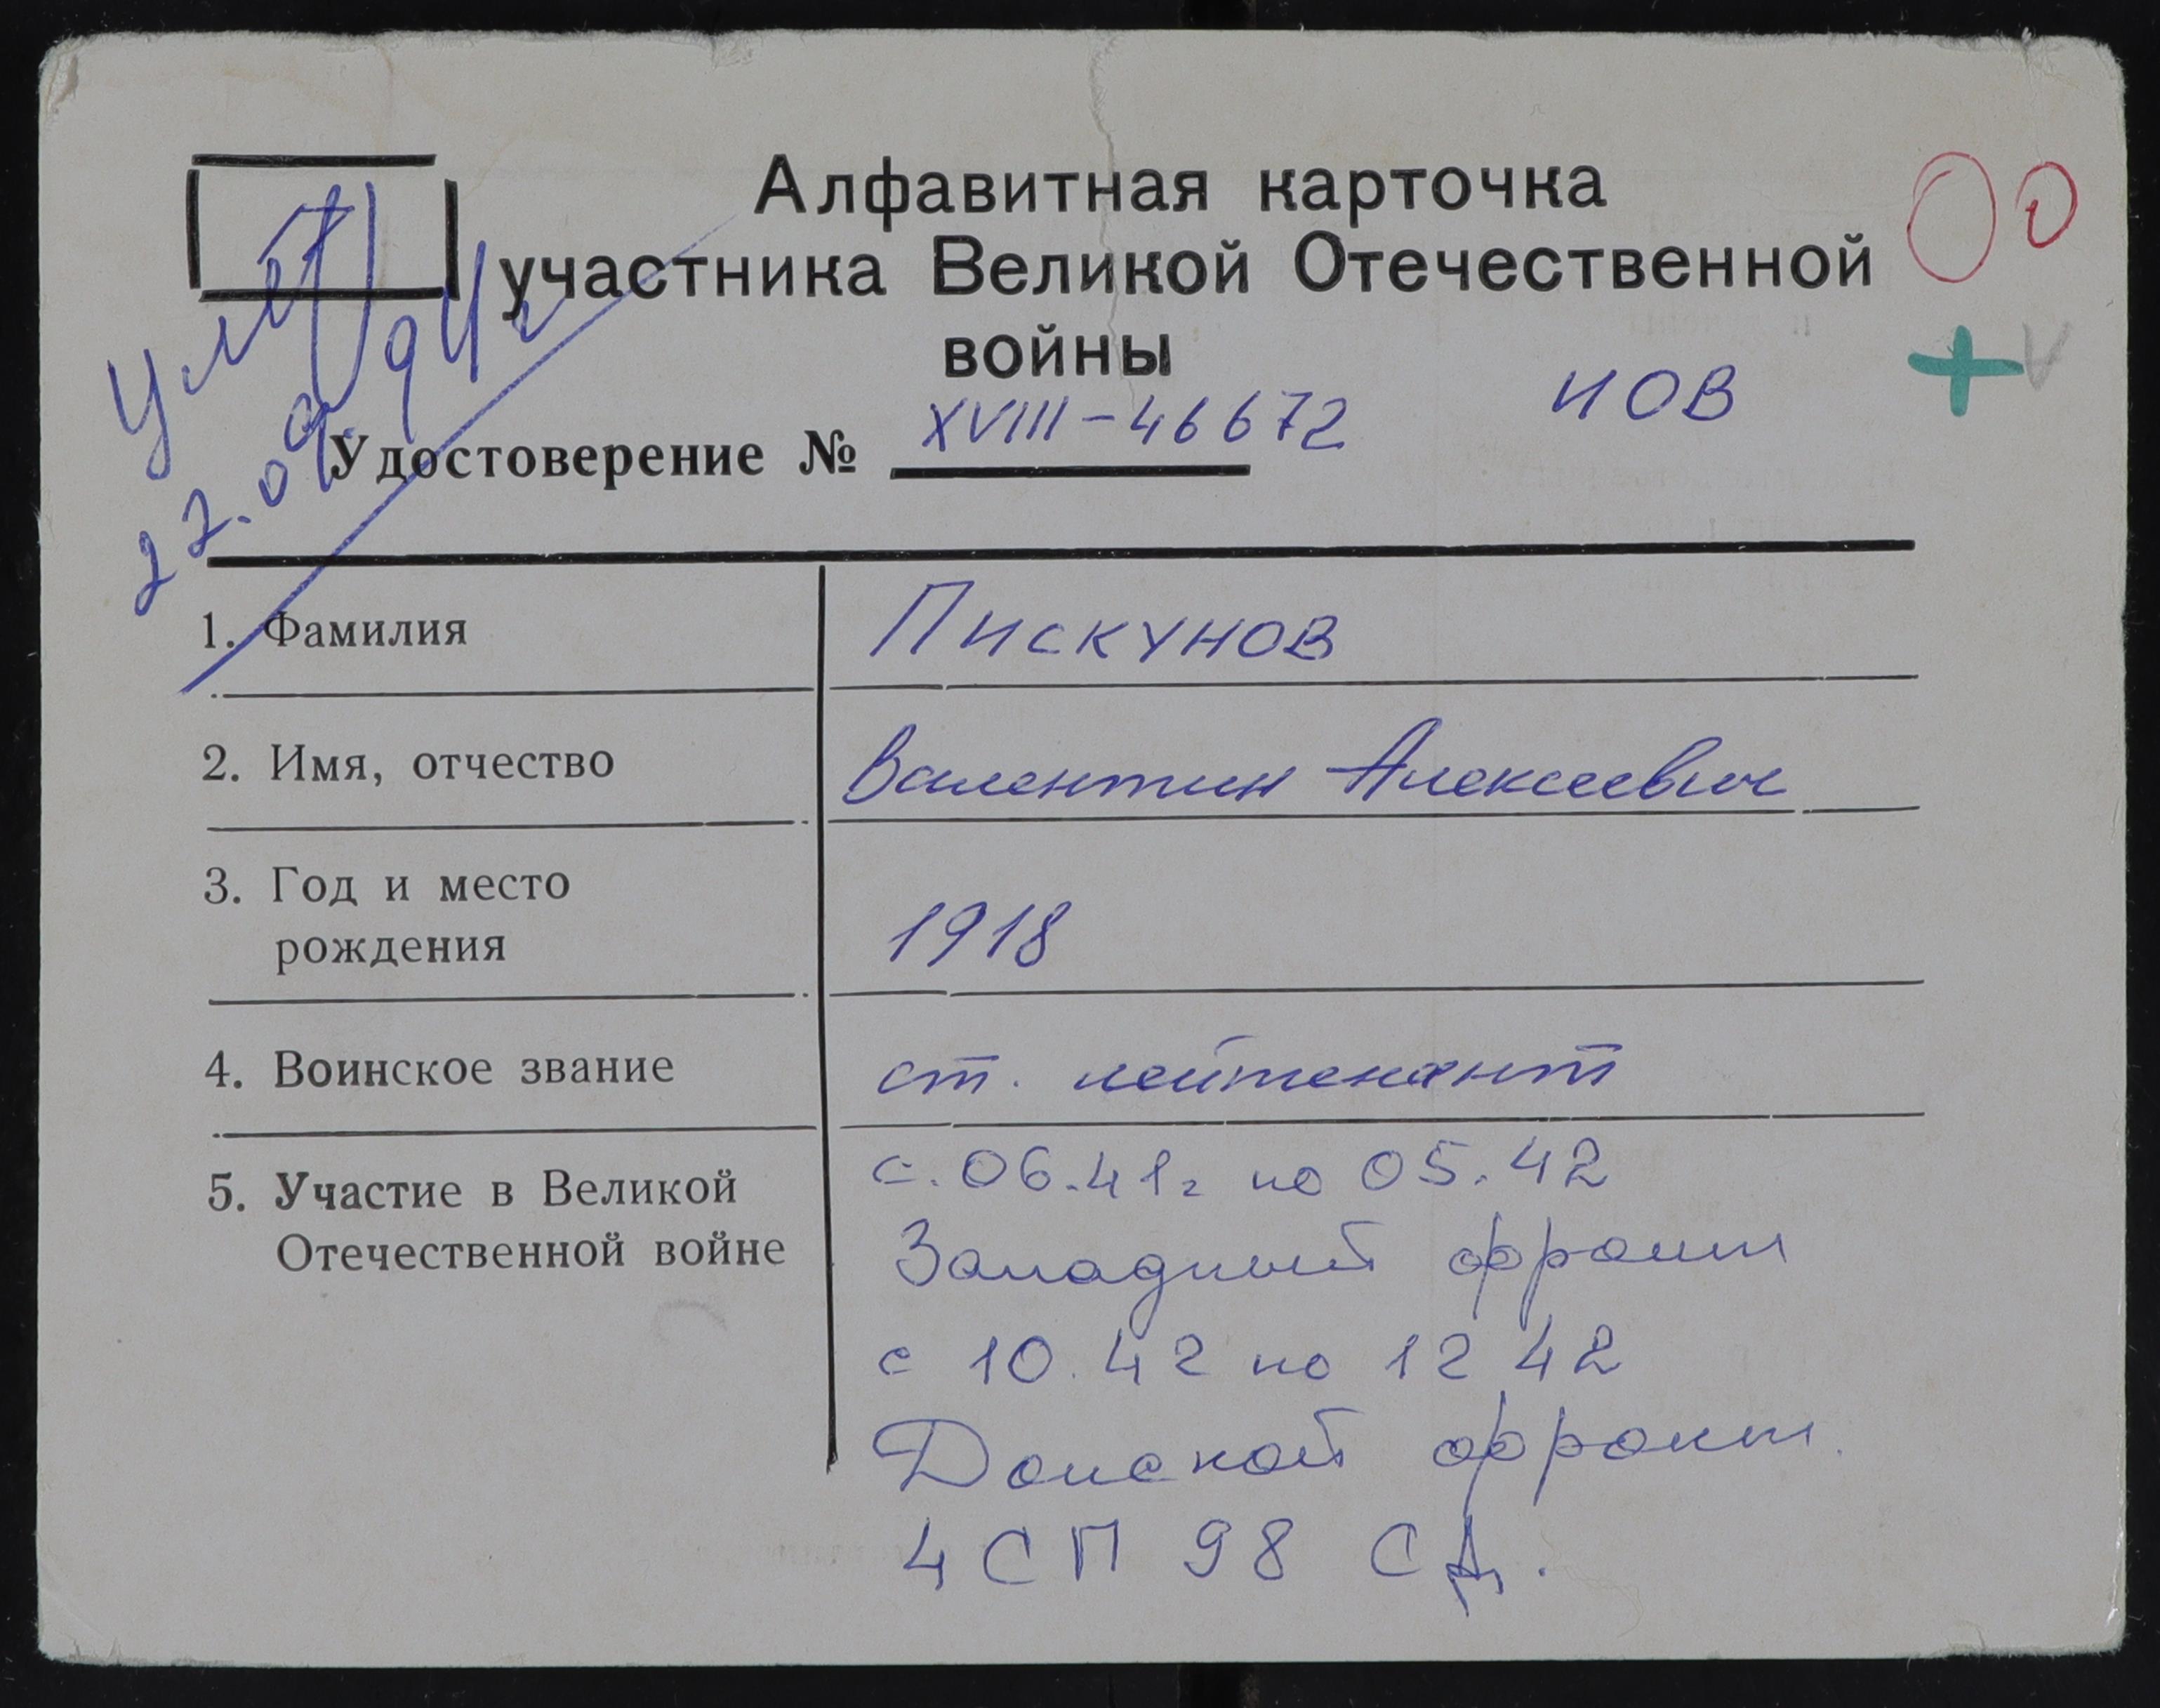 Алфавитная карточка
участника Великой Отечественной
войны
Умер
22.09.94г
ИОВ
Удостоверение № XVIII-46672
1. Фамилия Пискунов
2. Имя, отчество Валентин Алексеевич
3. Год и место
рождения 1918
4. Воинское звание ст. лейтенант
5. Участие в Великой
Отечественной войне
с.06.41г по 05.42
Западный фронт
с 10.42 по 12 42
Донской фронт.
4 СП 98 СД.